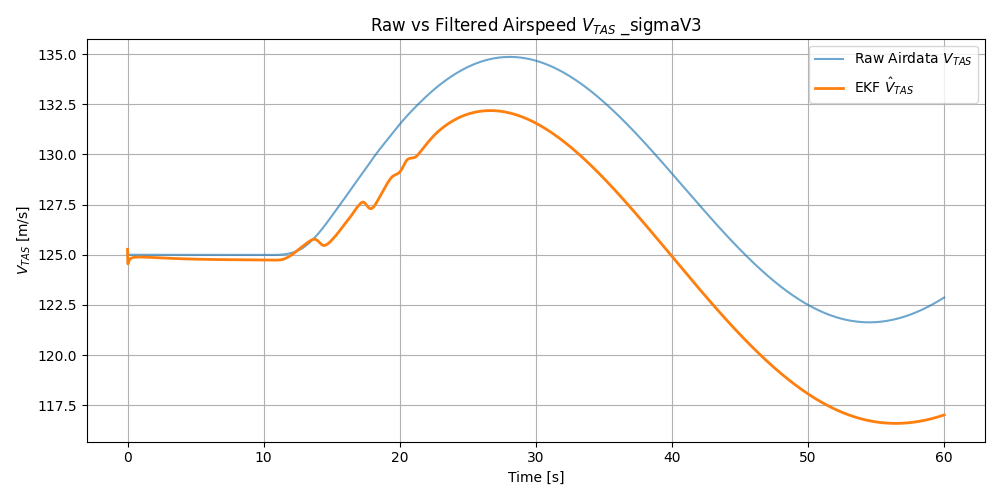 Raw vs Filtered Airspeed V_TAS _sigmaV3
Raw Airdata V_TAS
EKF V̂_TAS
135.0
132.5
130.0
127.5
125.0
122.5
120.0
117.5
V_TAS [m/s]
0 10 20 30 40 50 60
Time [s]